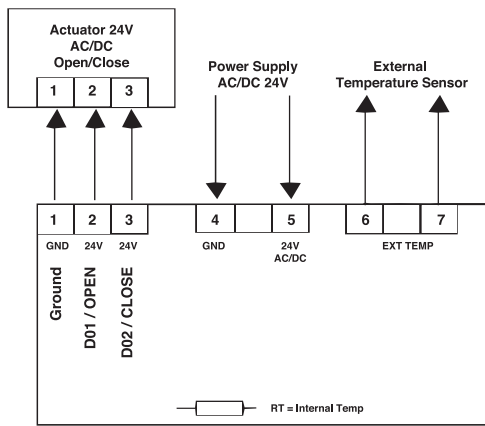 Actuator 24V
AC/DC
Open/Close
1 2 3
Power Supply
AC/DC 24V
External
Temperature Sensor
1 2 3 4 5 6 7
GND 24V 24V GND 24V
AC/DC
EXT TEMP
Ground
D01 / OPEN
D02 / CLOSE
RT = Internal Temp